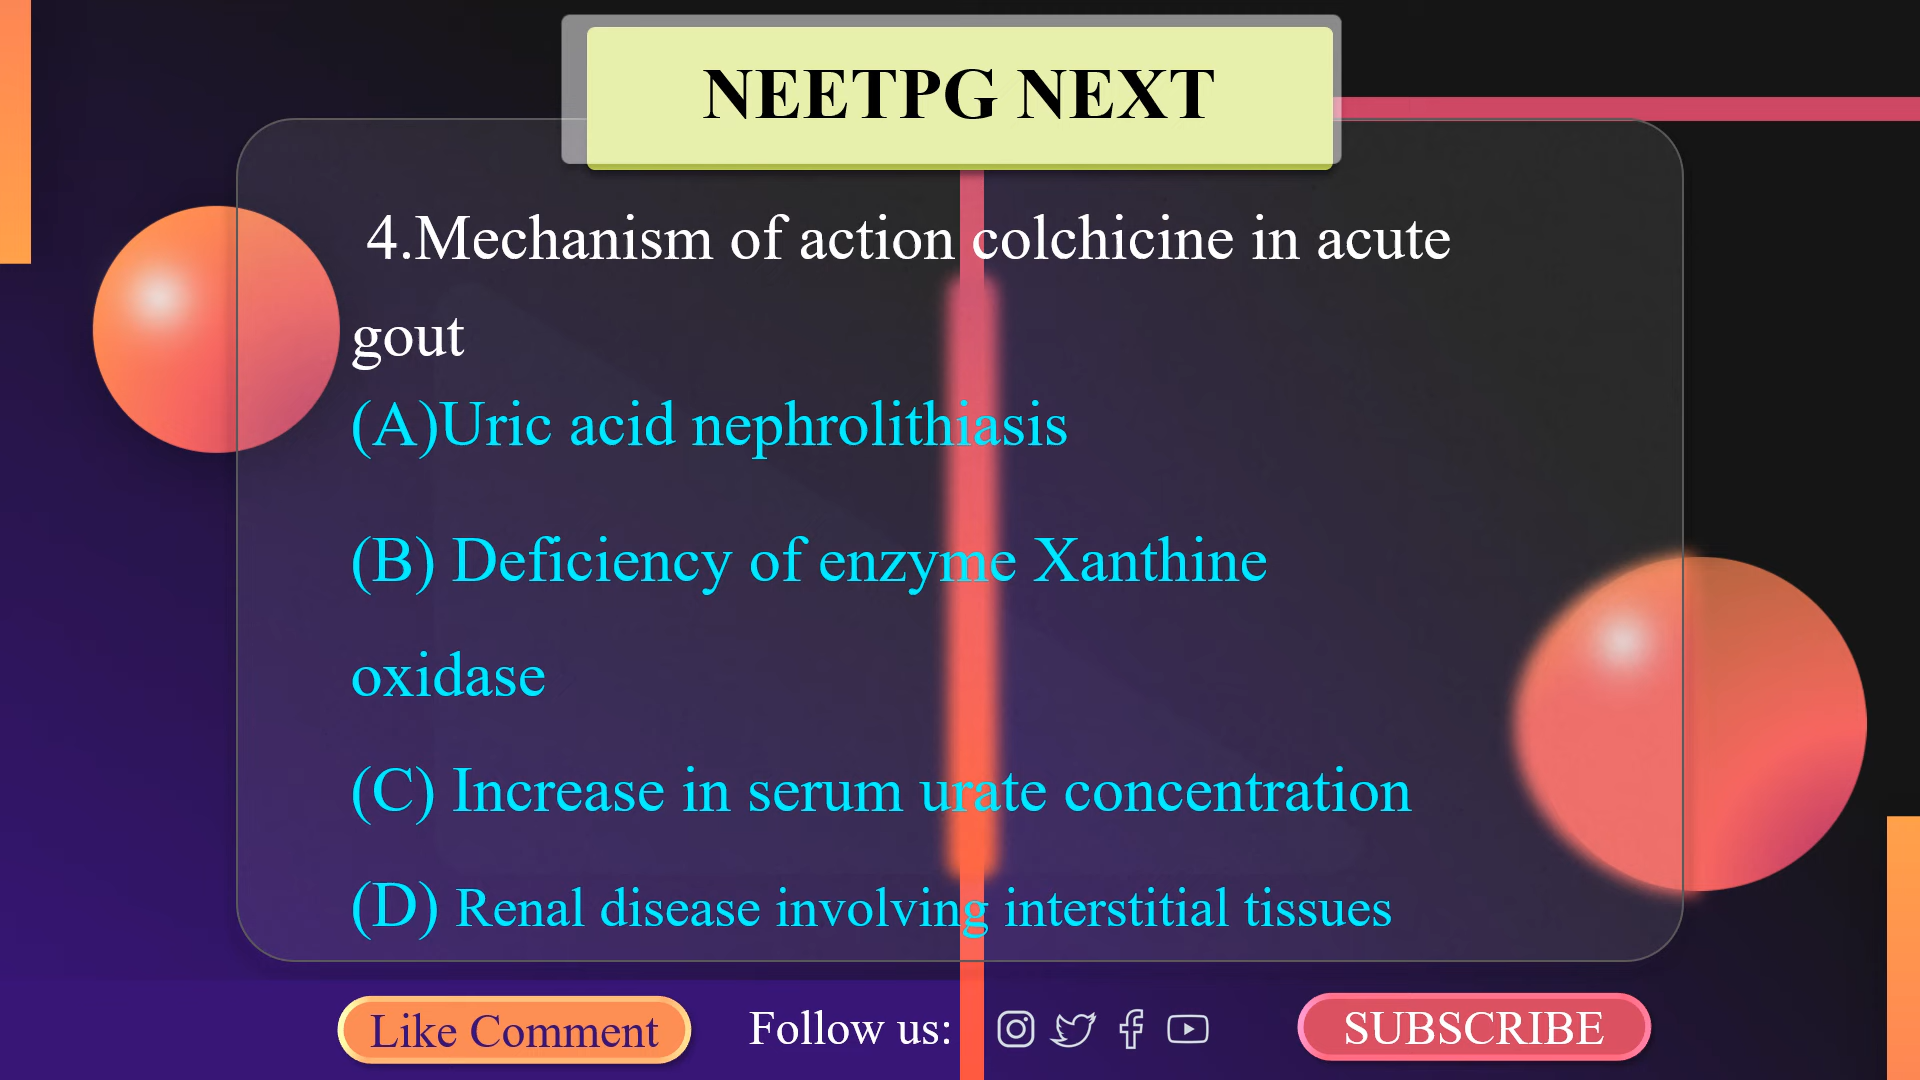 NEETPG NEXT
4.Mechanism of action colchicine in acute
gout
(A)Uric acid nephrolithiasis
(B) Deficiency of enzyme Xanthine
oxidase
(C) Increase in serum urate concentration
(D) Renal disease involving interstitial tissues
Like Comment
Follow us:
SUBSCRIBE